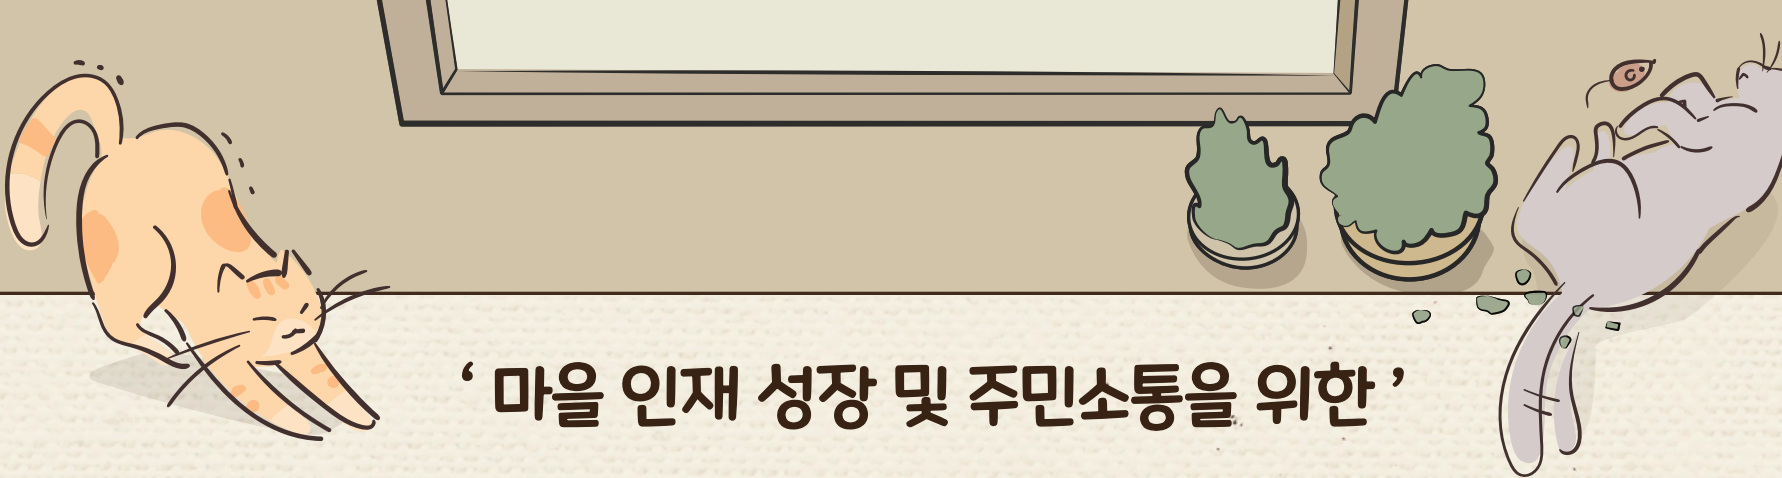 ‘ 마을 인재 성장 및 주민소통을 위한 ’